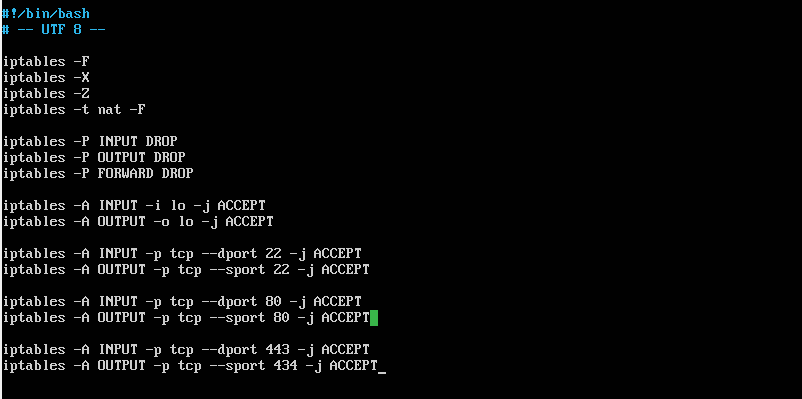 #!/bin/bash
# -- UTF 8 --
iptables -F
iptables -X
iptables -Z
iptables -t nat -F
iptables -P INPUT DROP
iptables -P OUTPUT DROP
iptables -P FORWARD DROP
iptables -A INPUT -i lo -j ACCEPT
iptables -A OUTPUT -o lo -j ACCEPT
iptables -A INPUT -p tcp --dport 22 -j ACCEPT
iptables -A OUTPUT -p tcp --sport 22 -j ACCEPT
iptables -A INPUT -p tcp --dport 80 -j ACCEPT
iptables -A OUTPUT -p tcp --sport 80 -j ACCEPT
iptables -A INPUT -p tcp --dport 443 -j ACCEPT
iptables -A OUTPUT -p tcp --sport 434 -j ACCEPT